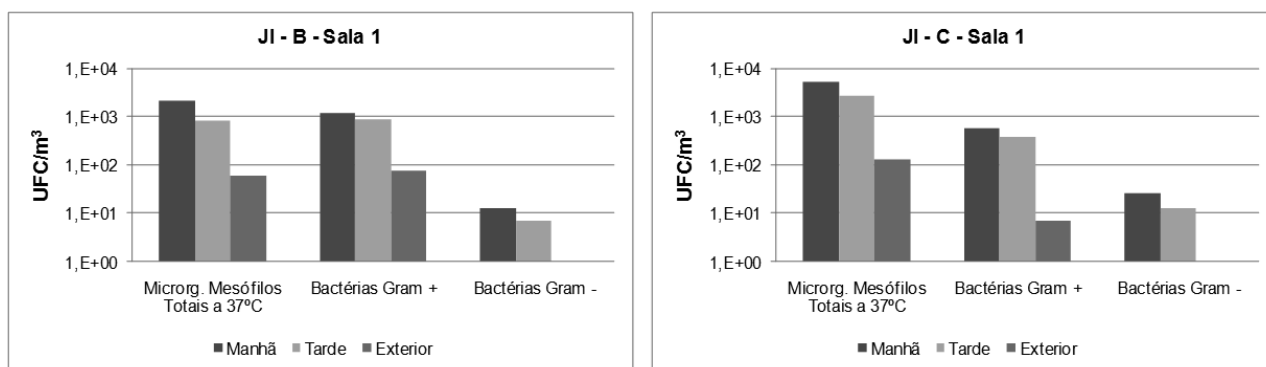 JI - B - Sala 1
1,E+04
1,E+03
1,E+02
1,E+01
1,E+00
UFC/m³
Microrg. Mesófilos
Totais a 37ºC
Bactérias Gram +
Bactérias Gram -
Manhã Tarde Exterior
JI - C - Sala 1
1,E+04
1,E+03
1,E+02
1,E+01
1,E+00
UFC/m³
Microrg. Mesófilos
Totais a 37ºC
Bactérias Gram +
Bactérias Gram -
Manhã Tarde Exterior